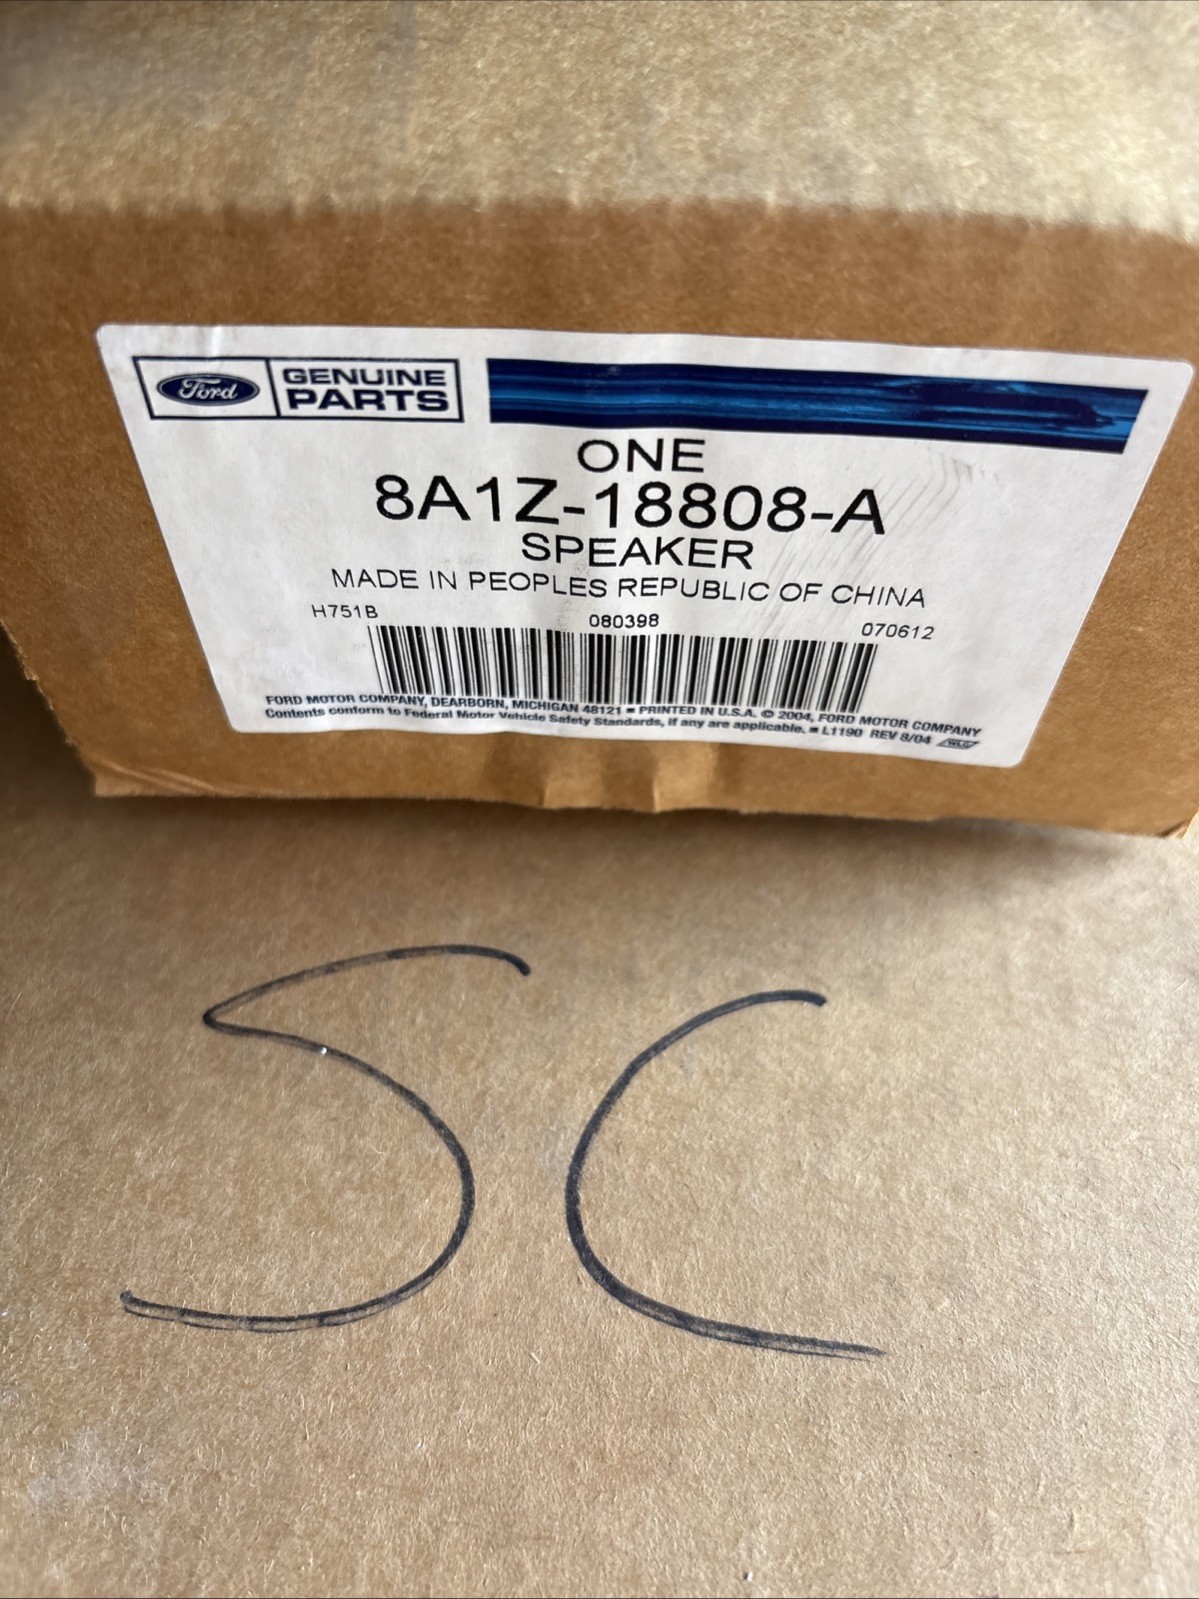 Ford GENUINE PARTS
ONE
8A1Z-18808-A
SPEAKER
MADE IN PEOPLES REPUBLIC OF CHINA
H751B 080398 070612
FORD MOTOR COMPANY, DEARBORN, MICHIGAN 48121 ▪ PRINTED IN U.S.A. © 2004, FORD MOTOR COMPANY
Contents conform to Federal Motor Vehicle Safety Standards, if any are applicable. ▪ L1190 REV 8/04 WLC
SC